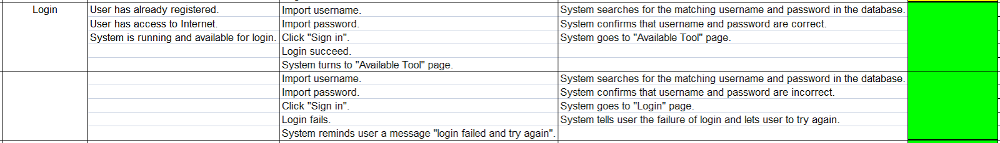 Login User has already registered. Import username. System searches for the matching username and password in the database.
User has access to Internet. Import password. System confirms that username and password are correct.
System is running and available for login. Click "Sign in". System goes to "Available Tool" page.
Login succeed.
System turns to "Available Tool" page.
Import username. System searches for the matching username and password in the database.
Import password. System confirms that username and password are incorrect.
Click "Sign in". System goes to "Login" page.
Login fails. System tells user the failure of login and lets user to try again.
System reminds user a message "login failed and try again".